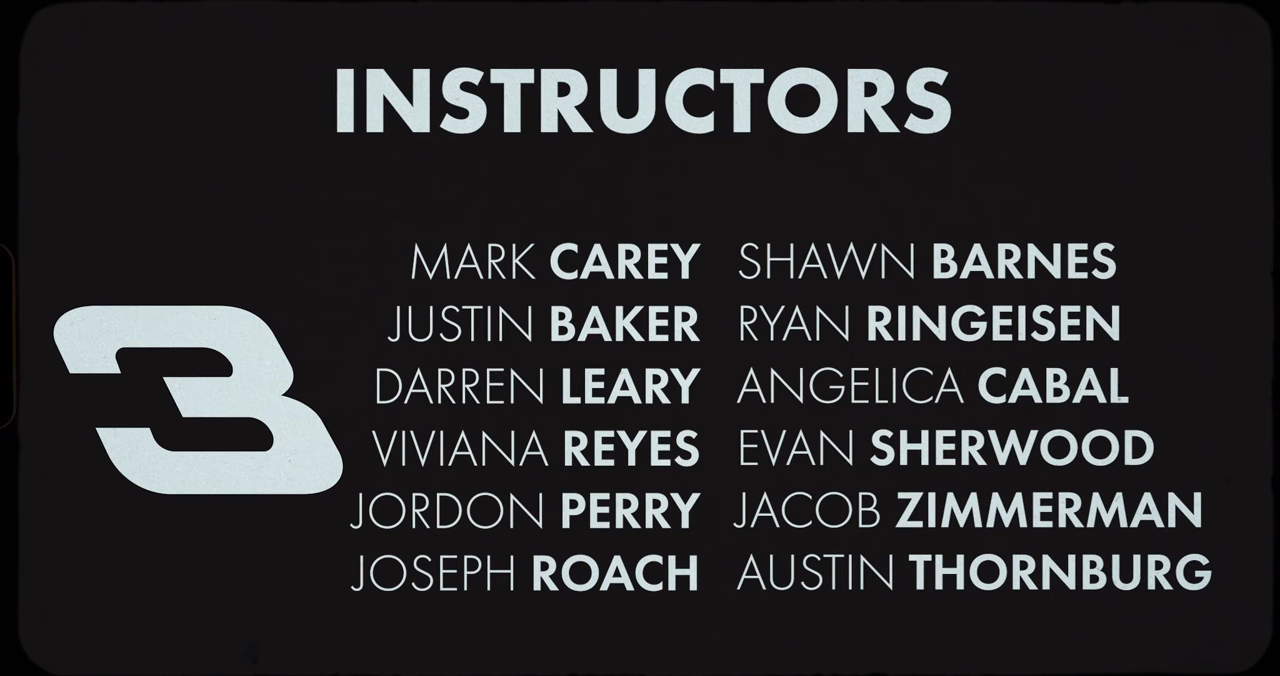 INSTRUCTORS
3
MARK CAREY
JUSTIN BAKER
DARREN LEARY
VIVIANA REYES
JORDON PERRY
JOSEPH ROACH
SHAWN BARNES
RYAN RINGEISEN
ANGELICA CABAL
EVAN SHERWOOD
JACOB ZIMMERMAN
AUSTIN THORNBURG